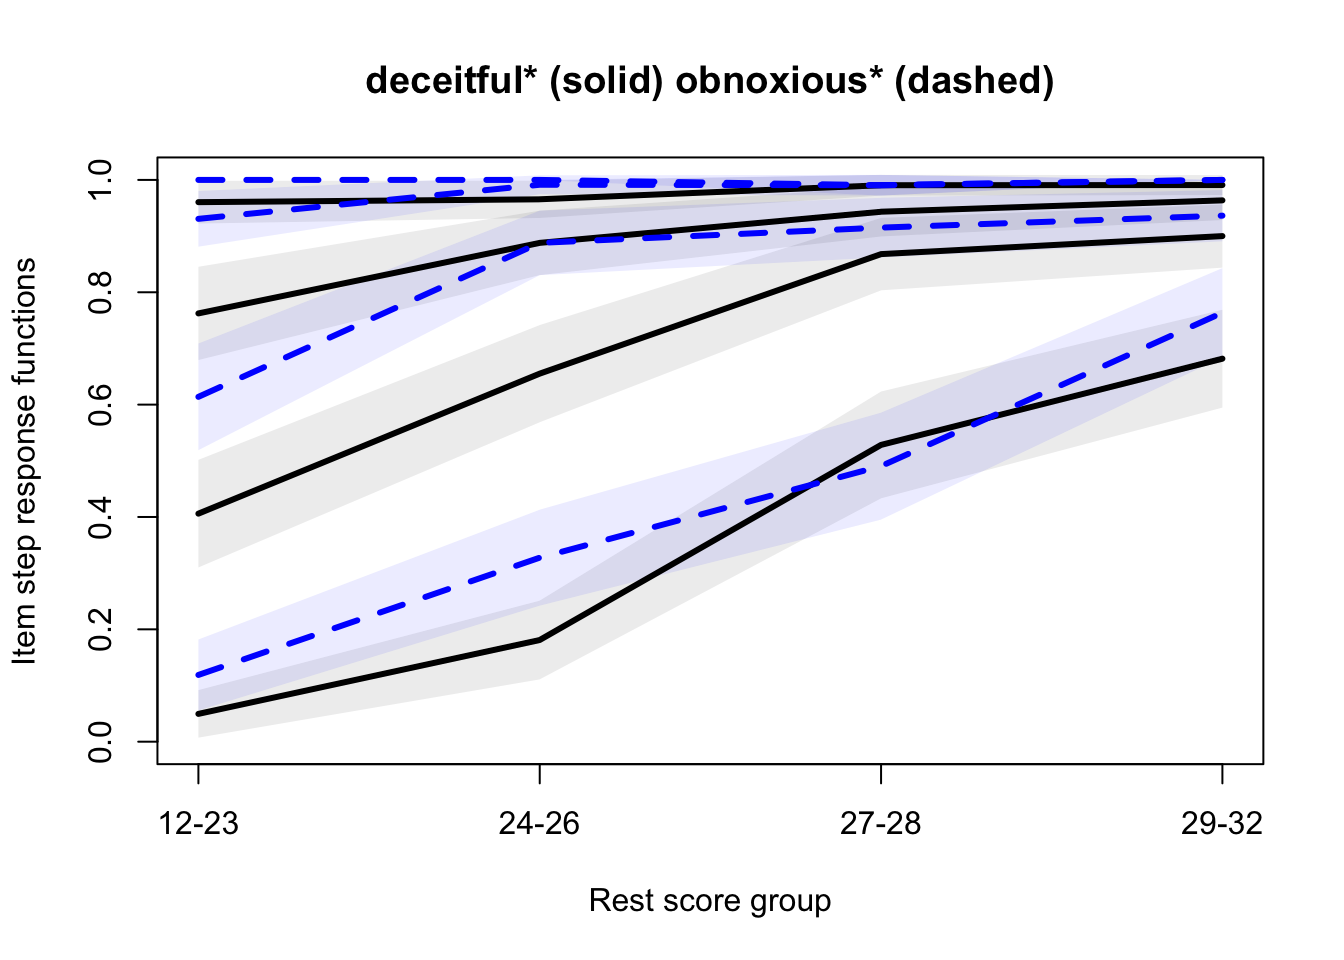 deceitful* (solid) obnoxious* (dashed)
Item step response functions
1.0
0.8
0.6
0.4
0.2
0.0
12-23 24-26 27-28 29-32
Rest score group